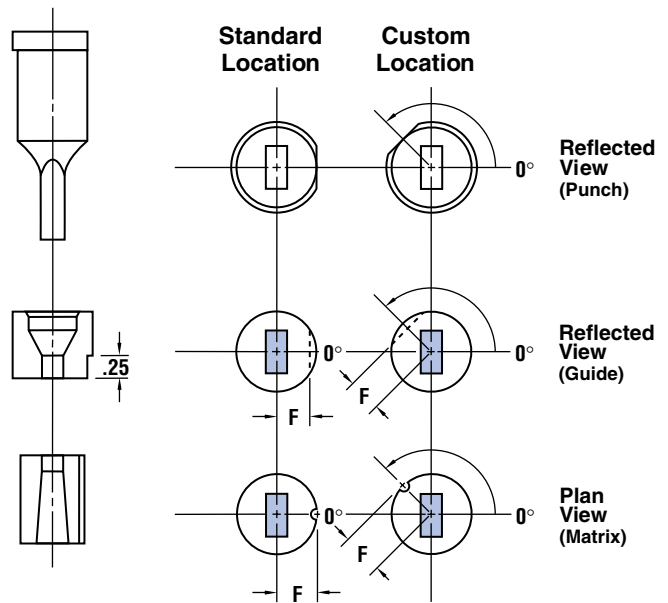 Standard
Location
Custom
Location
0°
Reflected
View
(Punch)
.25
0°
F
F
0°
Reflected
View
(Guide)
0°
F
F
0°
Plan
View
(Matrix)